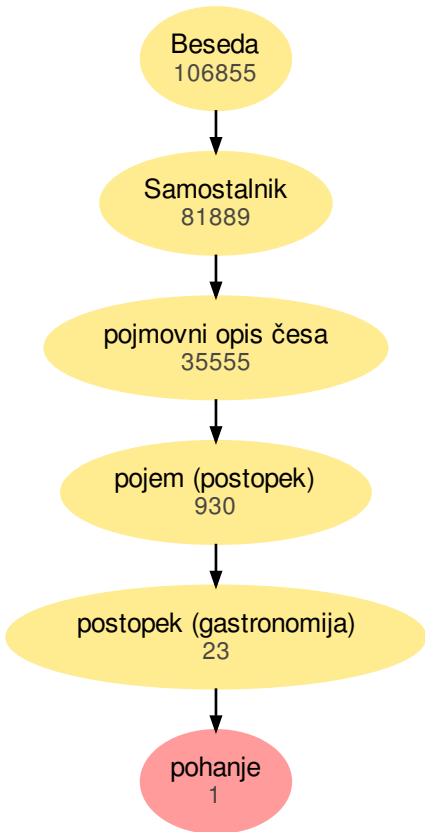 Beseda
106855
Samostalnik
81889
pojmovni opis česa
35555
pojem (postopek)
930
postopek (gastronomija)
23
pohanje
1